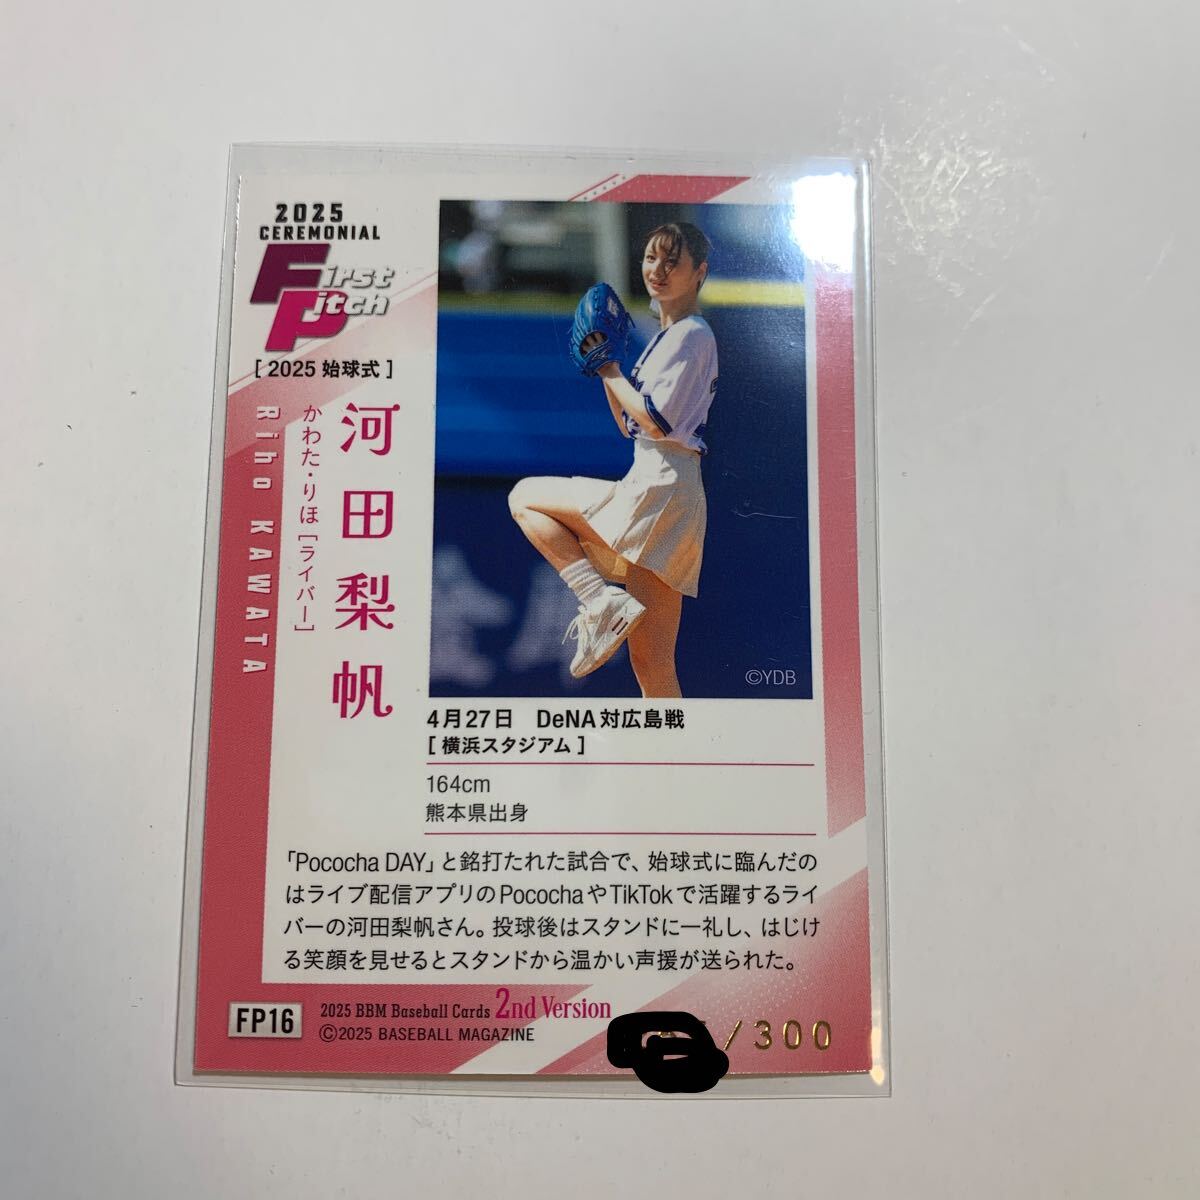 2025
CEREMONIAL
First
Pitch
[ 2025 始球式 ]
河田梨帆
かわた・りほ［ライバー］
Riho KAWATA
©YDB
4月27日　DeNA対広島戦
[ 横浜スタジアム ]
164cm
熊本県出身
「Pococha DAY」と銘打たれた試合で、始球式に臨んだの
はライブ配信アプリのPocochaやTikTokで活躍するライ
バーの河田梨帆さん。投球後はスタンドに一礼し、はじけ
る笑顔を見せるとスタンドから温かい声援が送られた。
FP16
2025 BBM Baseball Cards 2nd Version
©2025 BASEBALL MAGAZINE
/300